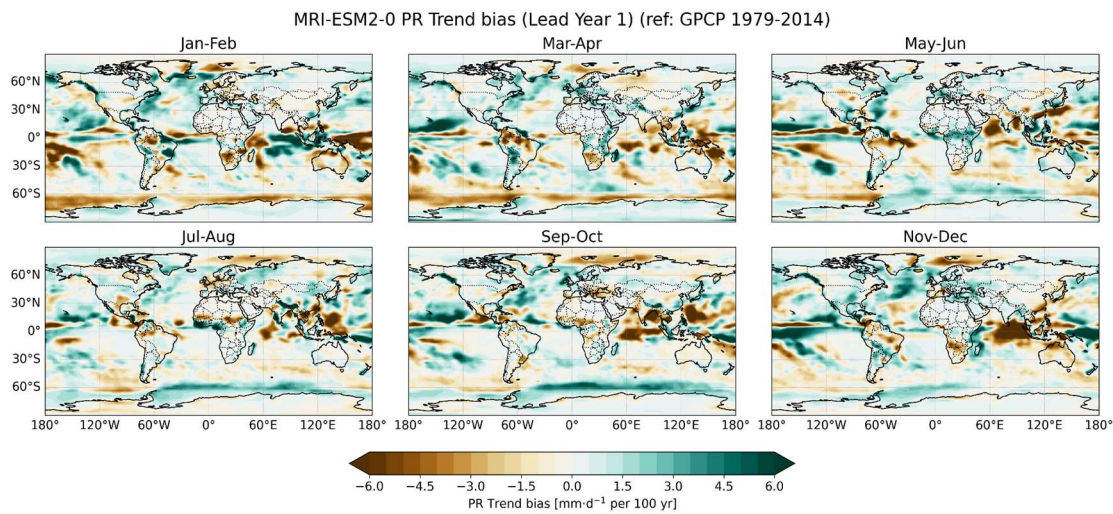 MRI-ESM2-0 PR Trend bias (Lead Year 1) (ref: GPCP 1979-2014)
Jan-Feb Mar-Apr May-Jun
60°N
30°N
0°
30°S
60°S
Jul-Aug Sep-Oct Nov-Dec
60°N
30°N
0°
30°S
60°S
180° 120°W 60°W 0° 60°E 120°E 180° 120°W 60°W 0° 60°E 120°E 180° 120°W 60°W 0° 60°E 120°E 180°
−6.0 −4.5 −3.0 −1.5 0.0 1.5 3.0 4.5 6.0
PR Trend bias [mm·d⁻¹ per 100 yr]